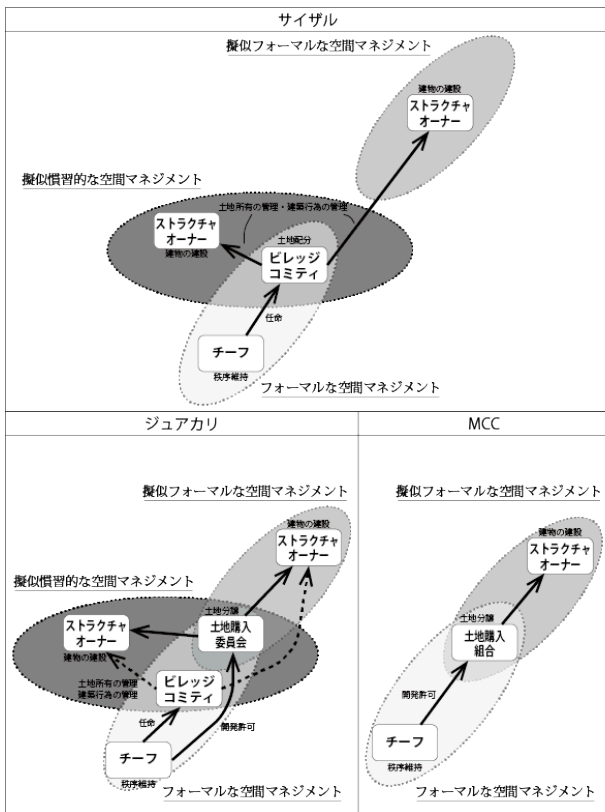 サイザル
擬似フォーマルな空間マネジメント
建物の建設
ストラクチャ
オーナー
擬似慣習的な空間マネジメント
土地所有の管理・建築行為の管理
ストラクチャ
オーナー
建物の建設
土地配分
ビレッジ
コミティ
任命
チーフ
秩序維持
フォーマルな空間マネジメント
ジュアカリ
擬似フォーマルな空間マネジメント
建物の建設
ストラクチャ
オーナー
擬似慣習的な空間マネジメント
土地分譲
土地購入
委員会
ストラクチャ
オーナー
建物の建設
土地所有の管理
建築行為の管理
ビレッジ
コミティ
任命
開発許可
チーフ
秩序維持
フォーマルな空間マネジメント
MCC
擬似フォーマルな空間マネジメント
建物の建設
ストラクチャ
オーナー
土地分譲
土地購入
組合
開発許可
チーフ
秩序維持
フォーマルな空間マネジメント